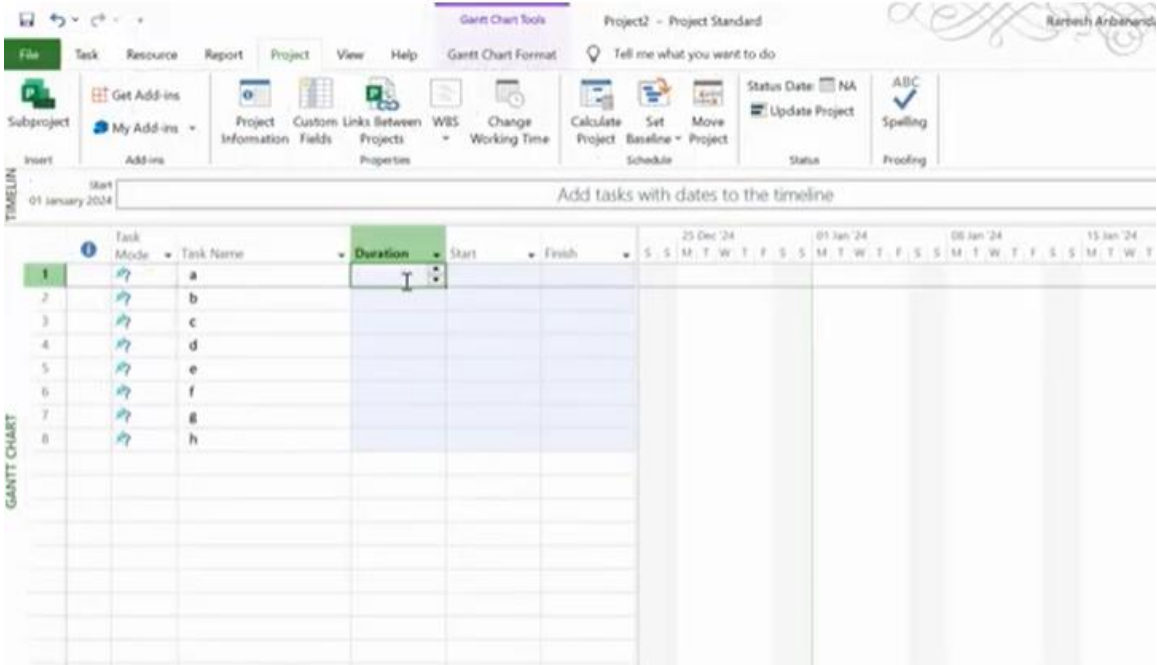 Gantt Chart Tools
Project2 - Project Standard
File Task Resource Report Project View Help Gantt Chart Format Tell me what you want to do
Subproject
Get Add-ins
My Add-ins
Project Information
Custom Fields
Links Between Projects
WBS
Change Working Time
Calculate Project
Set Baseline
Move Project
Status Date: NA
Update Project
ABC
Spelling
Insert Add-ins Properties Schedule Status Proofing
TIMELIN
Start
01 January 2024
Add tasks with dates to the timeline
Task Mode Task Name Duration Start Finish
25 Dec '24 01 Jan '24 08 Jan '24 15 Jan '24
S S M T W T F S S M T W T F S S M T W T F S S M T W T
1 a
2 b
3 c
4 d
5 e
6 f
7 g
8 h
GANTT CHART